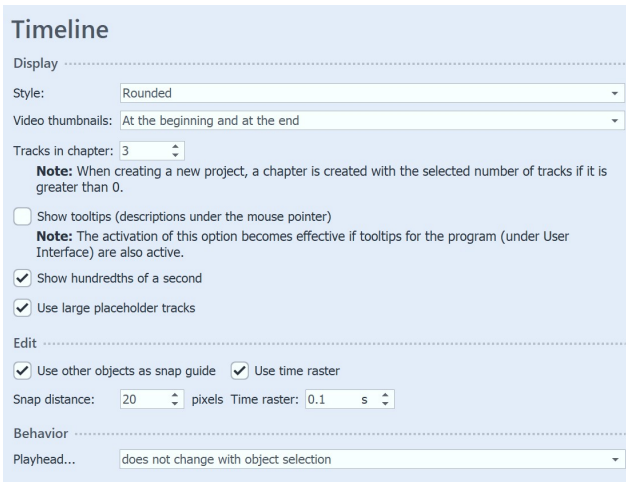 Timeline
Display
Style: Rounded
Video thumbnails: At the beginning and at the end
Tracks in chapter: 3
Note: When creating a new project, a chapter is created with the selected number of tracks if it is
greater than 0.
Show tooltips (descriptions under the mouse pointer)
Note: The activation of this option becomes effective if tooltips for the program (under User
Interface) are also active.
Show hundredths of a second
Use large placeholder tracks
Edit
Use other objects as snap guide Use time raster
Snap distance: 20 pixels Time raster: 0.1 s
Behavior
Playhead... does not change with object selection